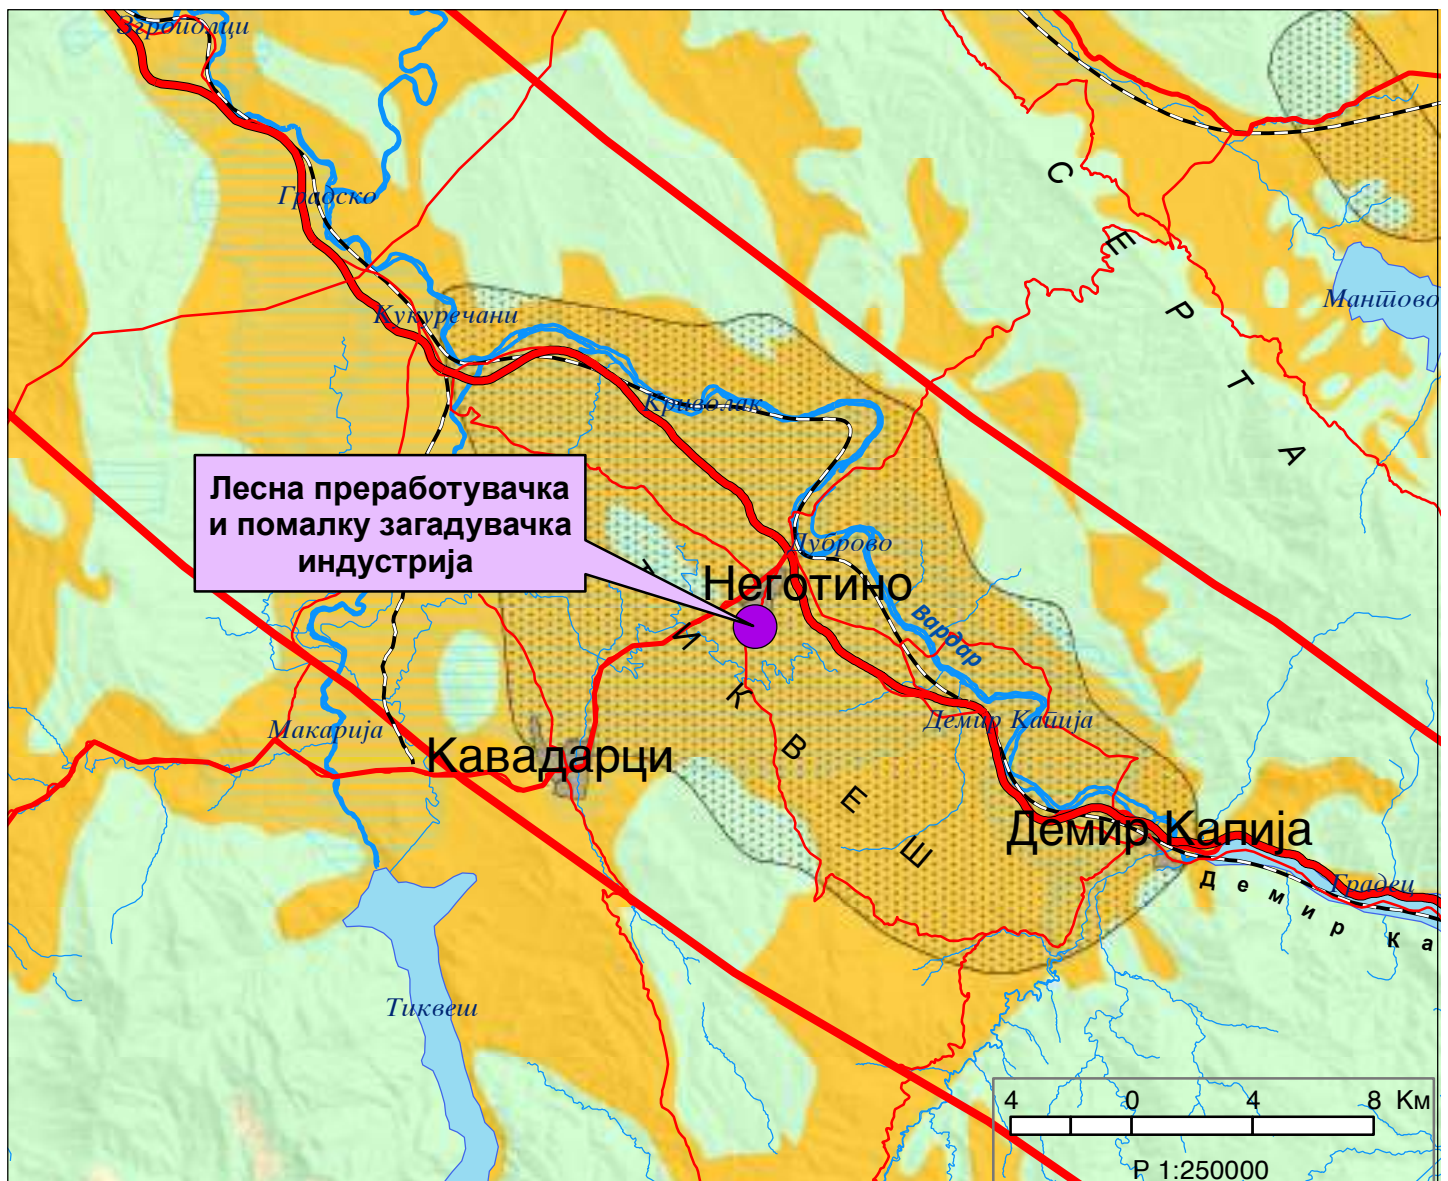 Згрополци
Градско
Кукуречани
Мантово
С Е Р Т А
Криволак
Лесна преработувачка
и помалку загадувачка
индустрија
Дуброво
Неготино
Вардар
Т И К В Е Ш
Демир Капија
Макарија
Кавадарци
Демир Капија
Градец
Д е м и р К а
Тиквеш
4 0 4 8 Км
Р 1:250000